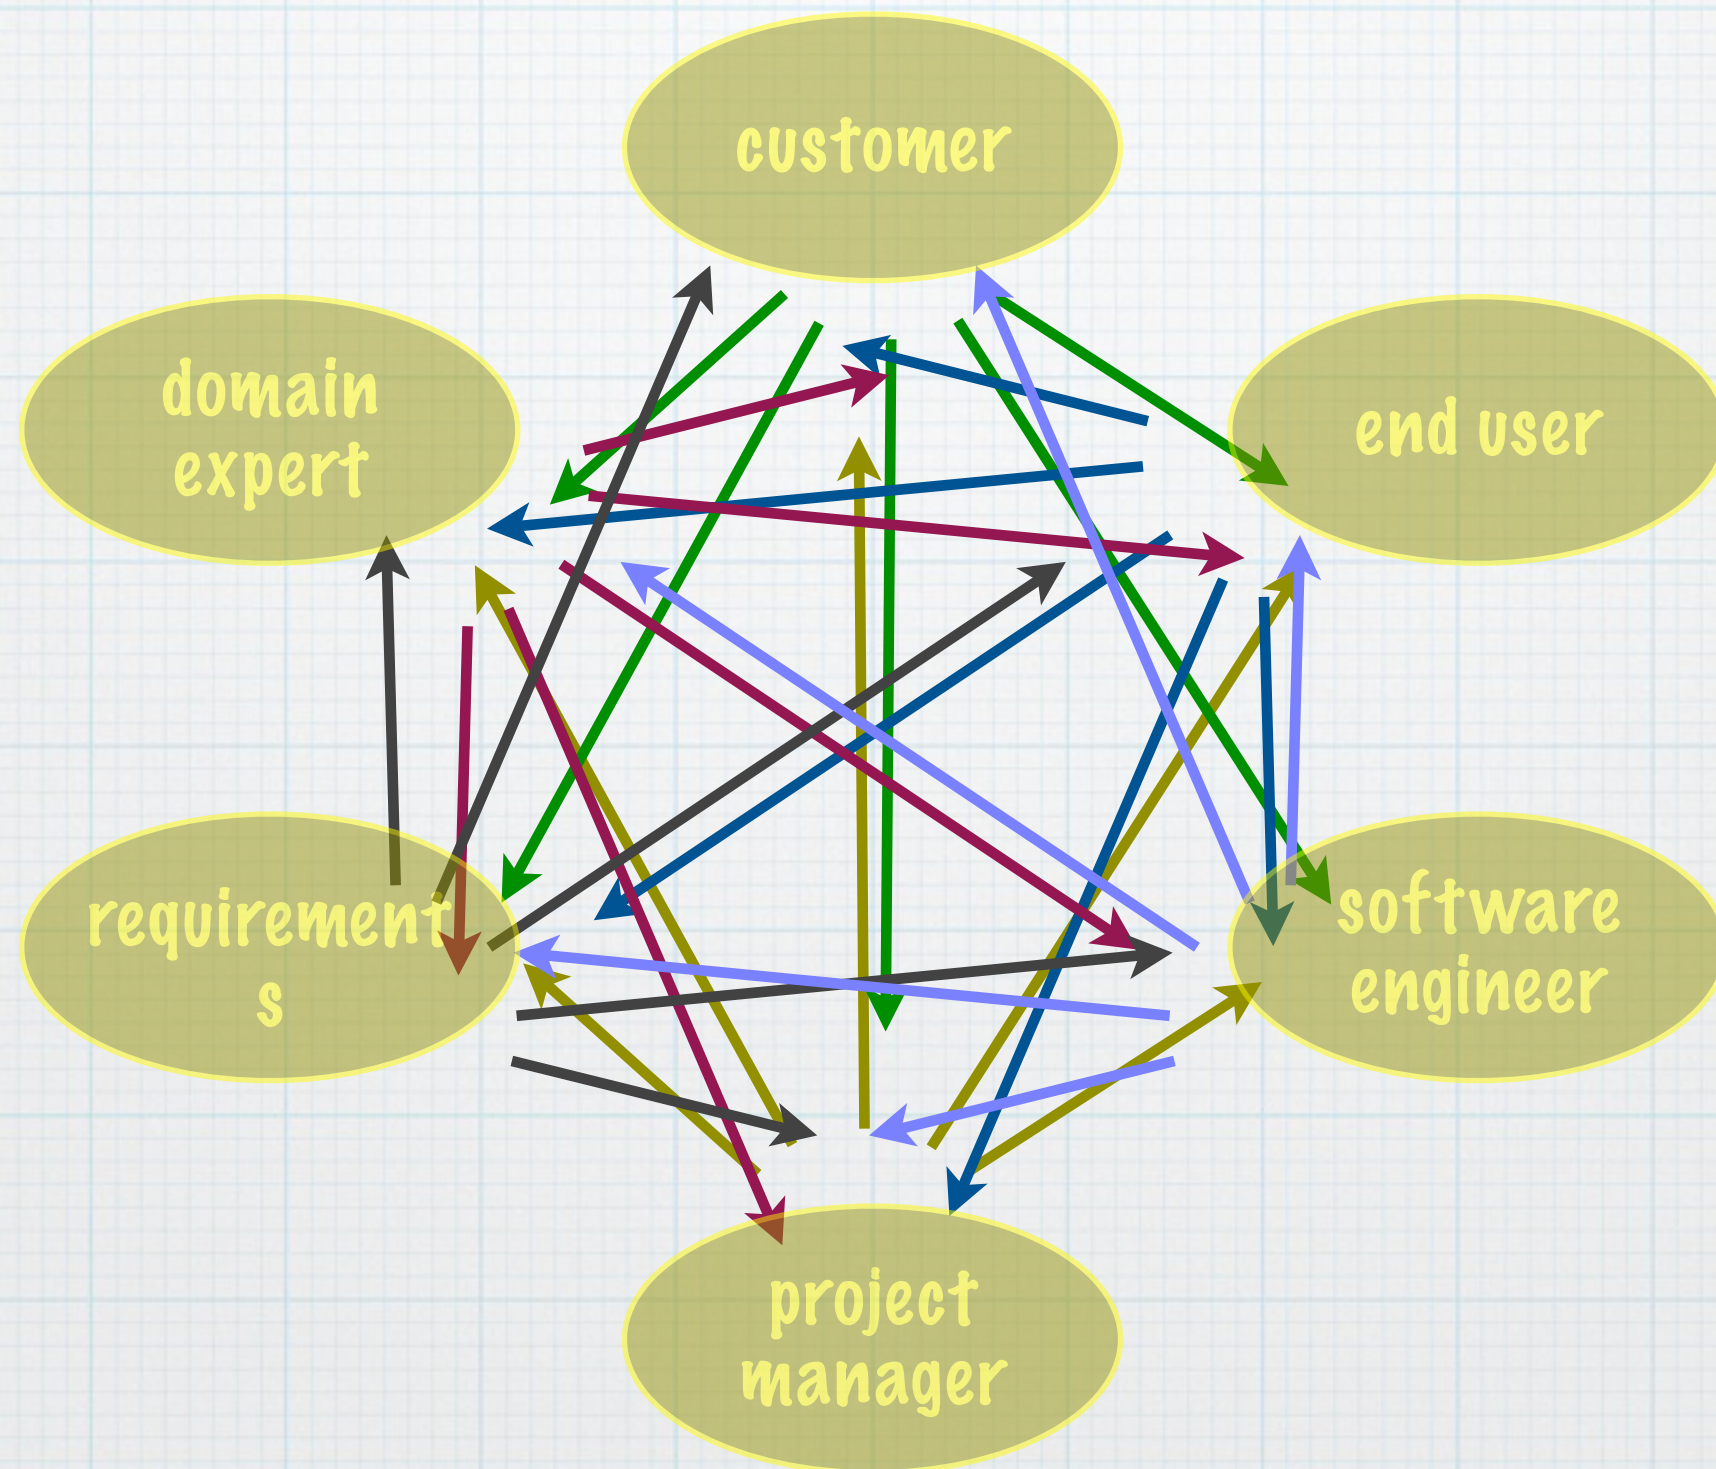 customer
domain
expert
end user
requirement
s
software
engineer
project
manager